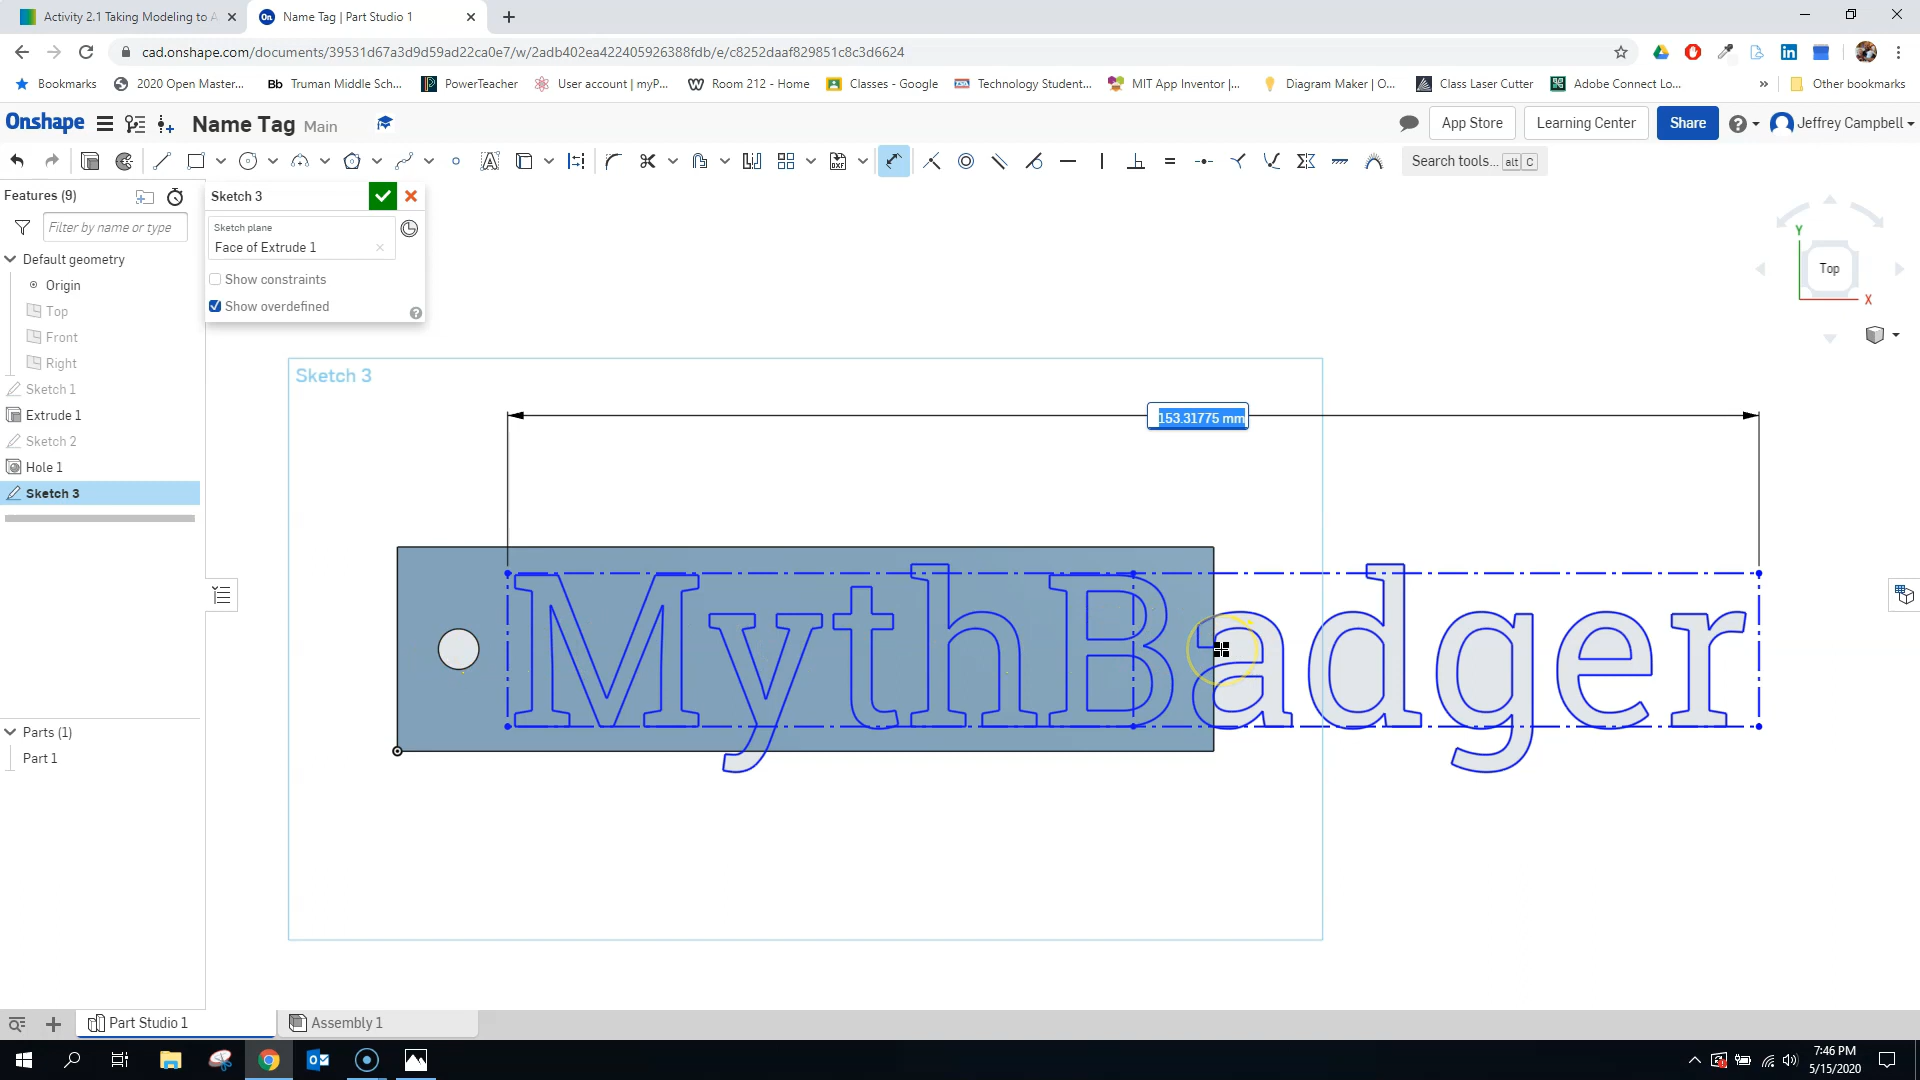 Activity 2.1 Taking Modeling to A
Name Tag | Part Studio 1
cad.onshape.com/documents/39531d67a3d9d59ad22ca0e7/w/2adb402ea422405926388fdb/e/c8252daaf829851c8c3d6624
Bookmarks
2020 Open Master...
Bb Truman Middle Sch...
PowerTeacher
User account | myP...
Room 212 - Home
Classes - Google
Technology Student...
MIT App Inventor |...
Diagram Maker | O...
Class Laser Cutter
Adobe Connect Lo...
»
Other bookmarks
Onshape
Name Tag Main
App Store
Learning Center
Share
Jeffrey Campbell
Search tools... alt C
Features (9)
Filter by name or type
Default geometry
Origin
Top
Front
Right
Sketch 1
Extrude 1
Sketch 2
Hole 1
Sketch 3
Parts (1)
Part 1
Sketch 3
Sketch plane
Face of Extrude 1
Show constraints
Show overdefined
Sketch 3
153.31775 mm
MythBadger
Y
Top
X
Part Studio 1
Assembly 1
7:46 PM
5/15/2020